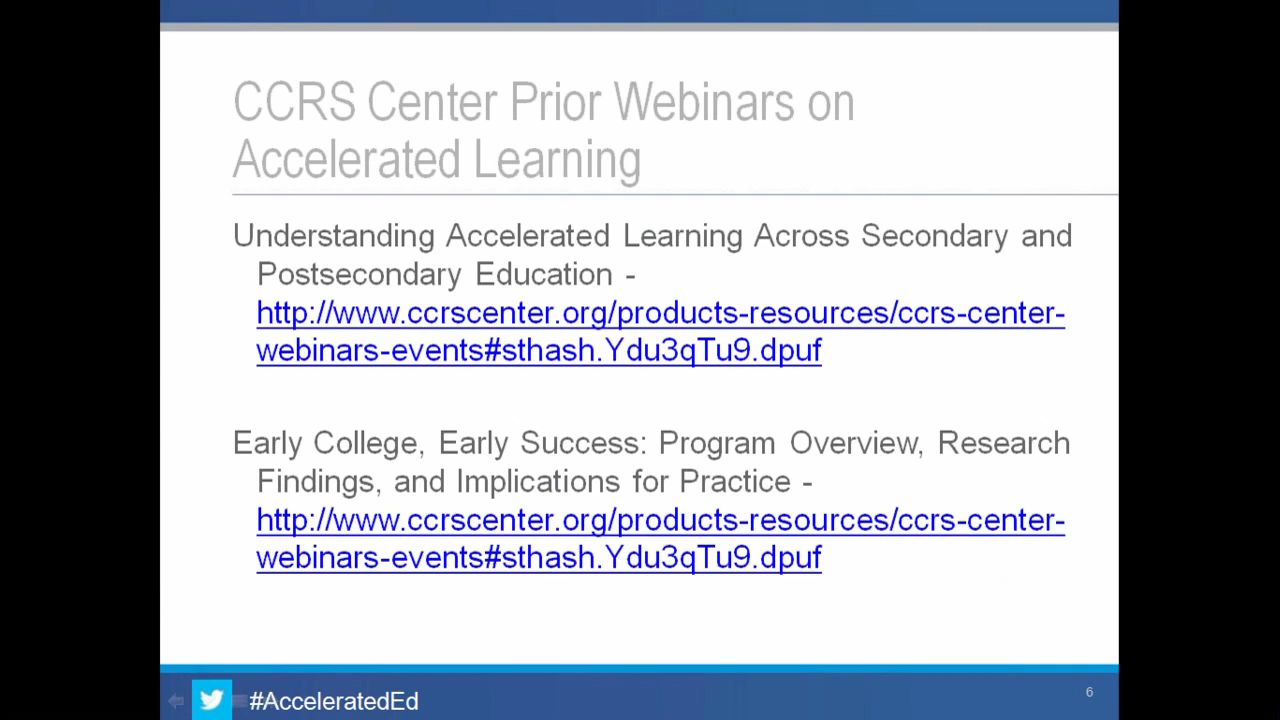 CCRS Center Prior Webinars on
Accelerated Learning
Understanding Accelerated Learning Across Secondary and
Postsecondary Education -
http://www.ccrscenter.org/products-resources/ccrs-center-
webinars-events#sthash.Ydu3qTu9.dpuf
Early College, Early Success: Program Overview, Research
Findings, and Implications for Practice -
http://www.ccrscenter.org/products-resources/ccrs-center-
webinars-events#sthash.Ydu3qTu9.dpuf
#AcceleratedEd
6